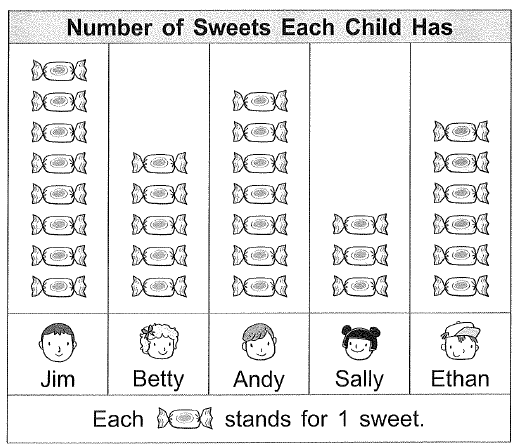 Number of Sweets Each Child Has
Jim Betty Andy Sally Ethan
Each stands for 1 sweet.